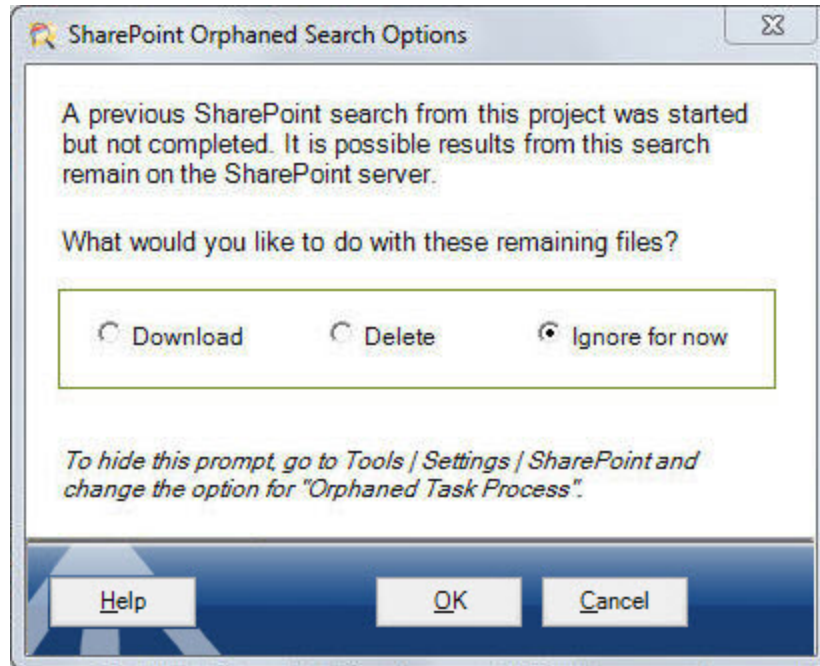 SharePoint Orphaned Search Options
A previous SharePoint search from this project was started
but not completed. It is possible results from this search
remain on the SharePoint server.
What would you like to do with these remaining files?
Download Delete Ignore for now
To hide this prompt, go to Tools | Settings | SharePoint and
change the option for "Orphaned Task Process".
Help OK Cancel